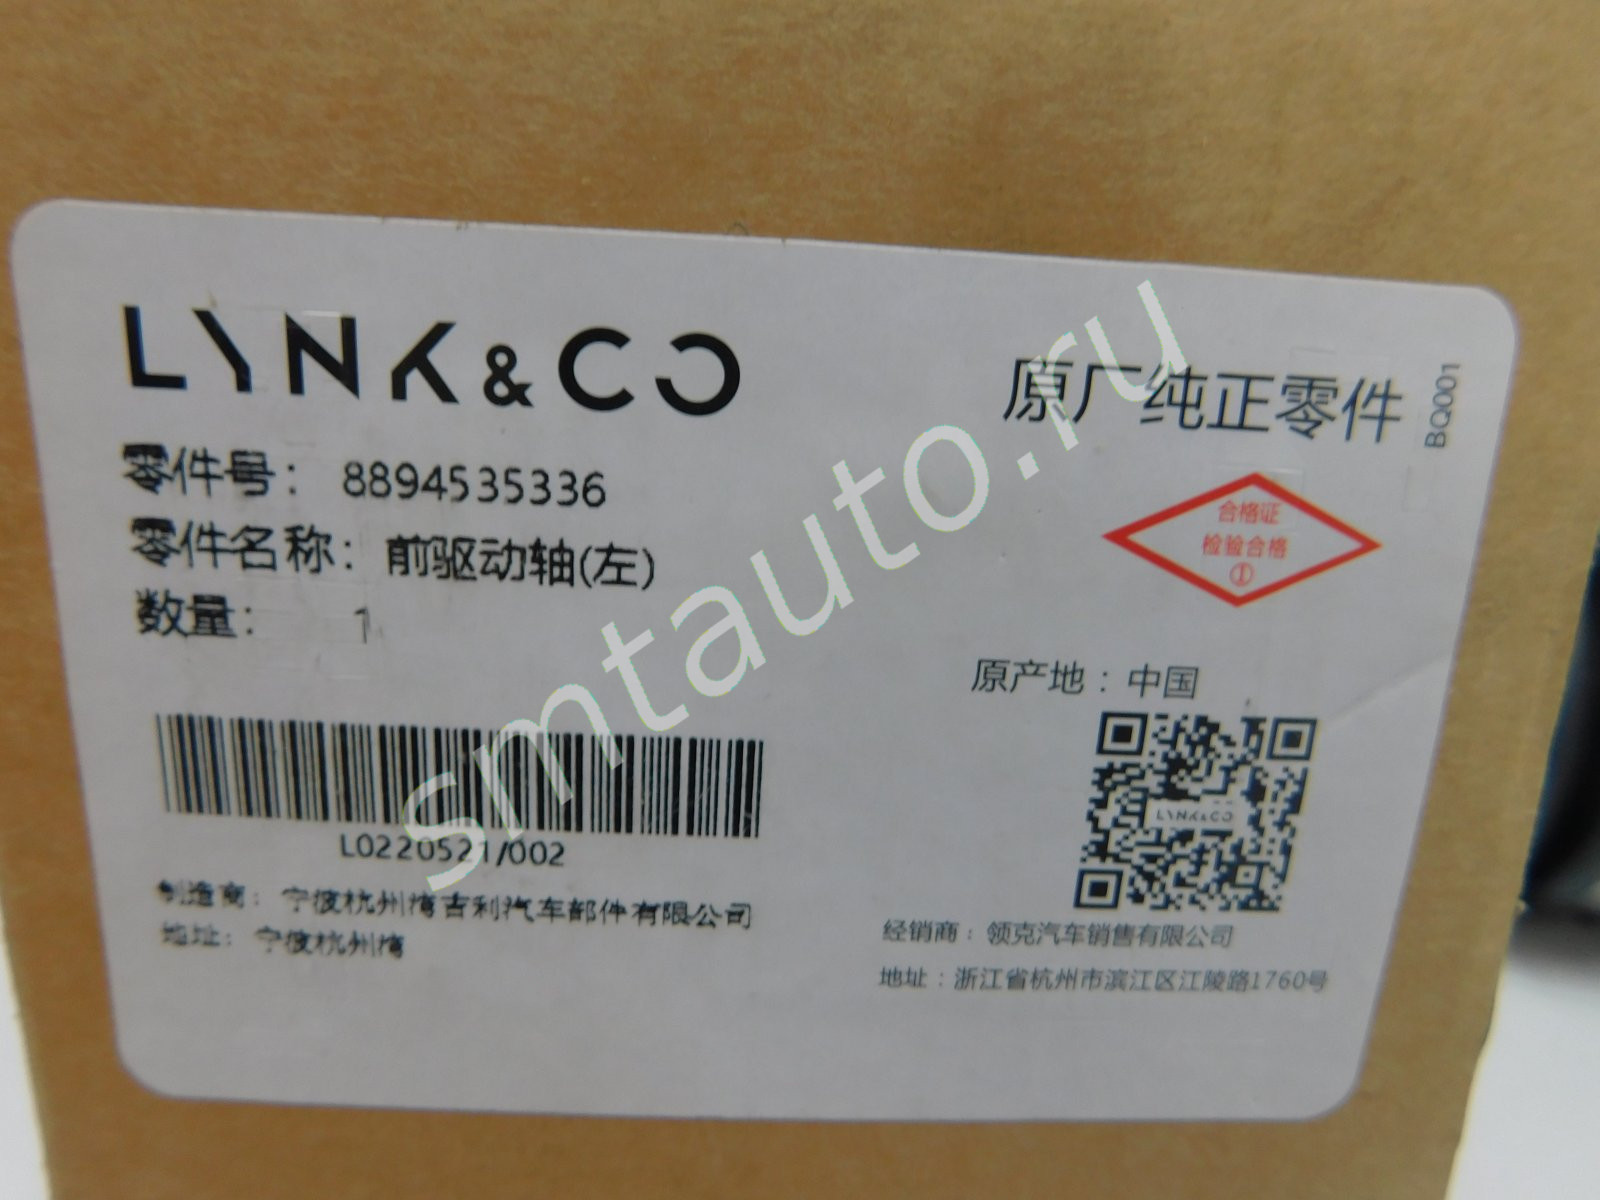 LYNK&CO
原厂纯正零件
BQ001
零件号： 8894535336
零件名称： 前驱动轴(左)
数量： 1
合格证
检验合格
①
原产地：中国
LYNK&CO
L0220521/002
制造商： 宁波杭州湾吉利汽车部件有限公司
地址： 宁波杭州湾
经销商：领克汽车销售有限公司
地址：浙江省杭州市滨江区江陵路1760号
smtauto.ru